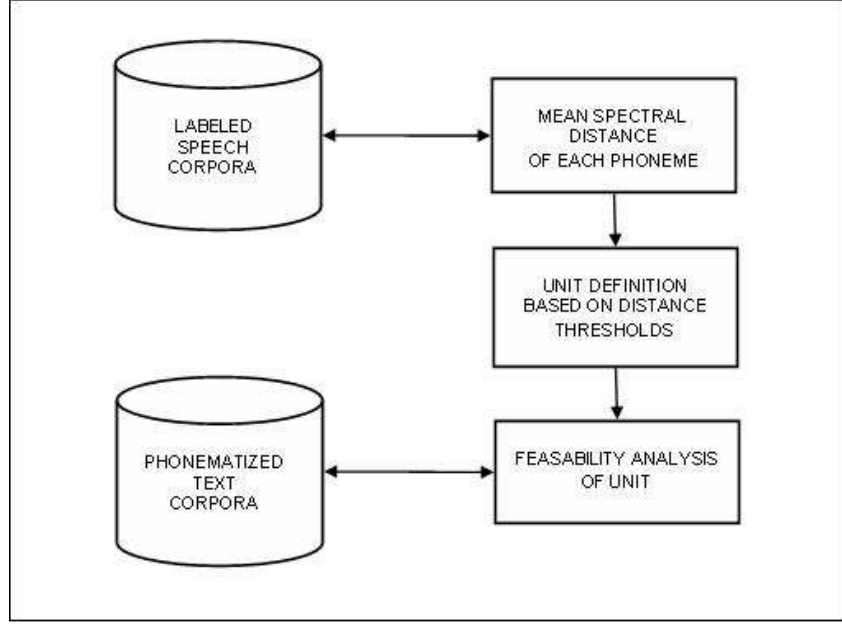 LABELED
SPEECH
CORPORA
MEAN SPECTRAL
DISTANCE
OF EACH PHONEME
UNIT DEFINITION
BASED ON DISTANCE
THRESHOLDS
PHONEMATIZED
TEXT
CORPORA
FEASABILITY ANALYSIS
OF UNIT